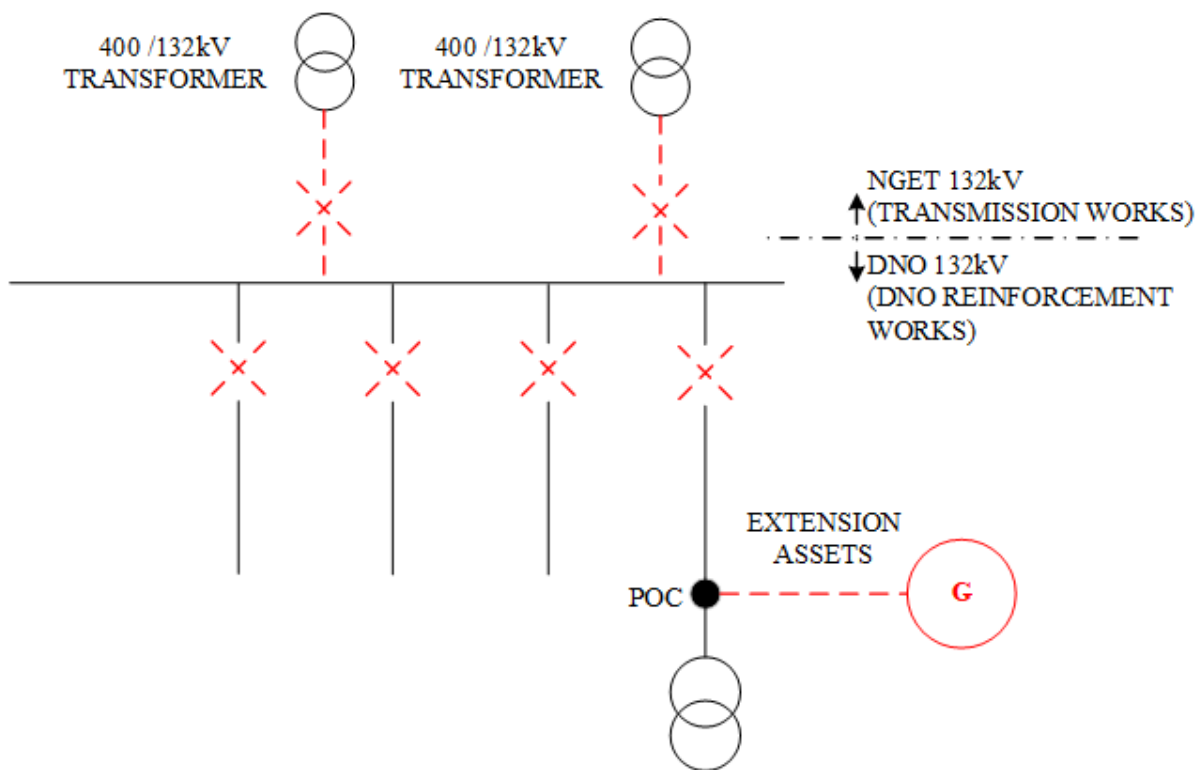 400 /132kV
TRANSFORMER
400 /132kV
TRANSFORMER
NGET 132kV
(TRANSMISSION WORKS)
DNO 132kV
(DNO REINFORCEMENT
WORKS)
EXTENSION
ASSETS
POC
G